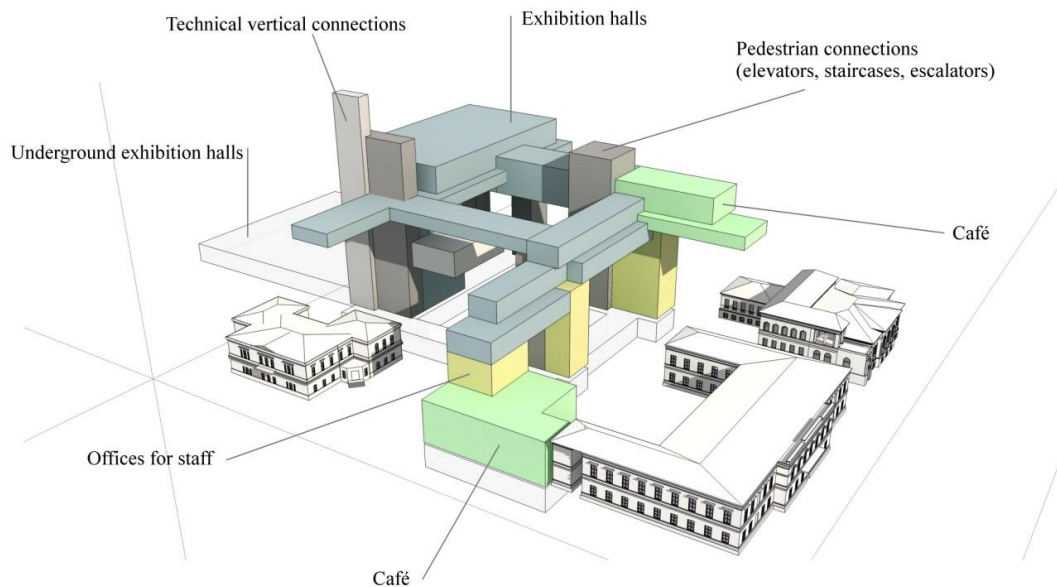 Exhibition halls
Technical vertical connections
Pedestrian connections
(elevators, staircases, escalators)
Underground exhibition halls
Café
Offices for staff
Café